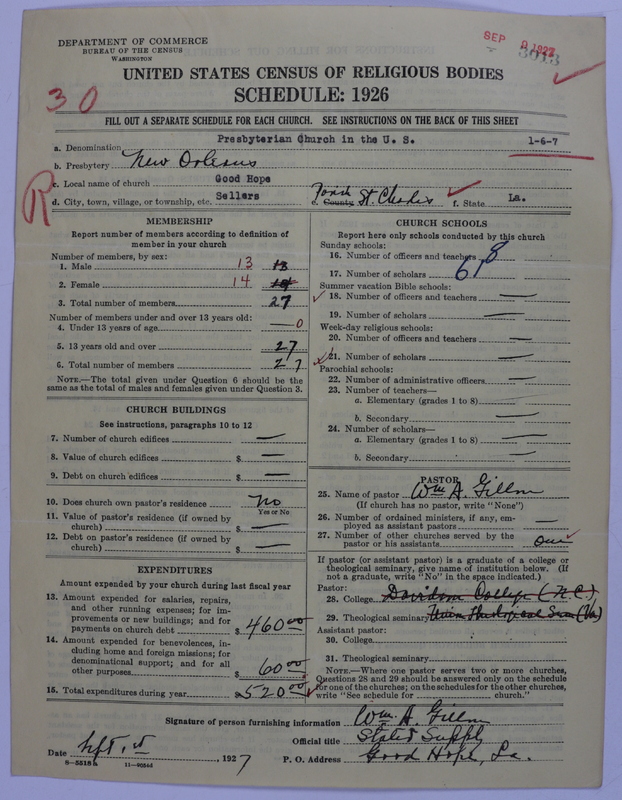 DEPARTMENT OF COMMERCE
BUREAU OF THE CENSUS
WASHINGTON
SEP 9 1927
3933
UNITED STATES CENSUS OF RELIGIOUS BODIES
30
SCHEDULE: 1926
FILL OUT A SEPARATE SCHEDULE FOR EACH CHURCH. SEE INSTRUCTIONS ON THE BACK OF THIS SHEET
a. Denomination Presbyterian Church in the U. S. 1-6-7
b. Presbytery New Orleans
R
c. Local name of church Good Hope
d. City, town, village, or township, etc. Sellers Parish e. County St. Charles f. State La.
MEMBERSHIP
Report number of members according to definition of member in your church
Number of members, by sex:
1. Male 13 13
2. Female 14 14
3. Total number of members 27
Number of members under and over 13 years old:
4. Under 13 years of age — 0
5. 13 years old and over 27
6. Total number of members 27
NOTE.—The total given under Question 6 should be the same as the total of males and females given under Question 3.
CHURCH BUILDINGS
See instructions, paragraphs 10 to 12
7. Number of church edifices —
8. Value of church edifices $ —
9. Debt on church edifices $ —
10. Does church own pastor's residence No
Yes or No
11. Value of pastor's residence (if owned by church) $ —
12. Debt on pastor's residence (if owned by church) $ —
EXPENDITURES
Amount expended by your church during last fiscal year
13. Amount expended for salaries, repairs, and other running expenses; for improvements or new buildings; and for payments on church debt $ 460.00
14. Amount expended for benevolences, including home and foreign missions; for denominational support; and for all other purposes $ 60.00
15. Total expenditures during year $ 520.00
CHURCH SCHOOLS
Report here only schools conducted by this church
Sunday schools:
16. Number of officers and teachers 8
17. Number of scholars 61
Summer vacation Bible schools:
18. Number of officers and teachers —
19. Number of scholars —
Week-day religious schools:
20. Number of officers and teachers —
21. Number of scholars —
Parochial schools:
22. Number of administrative officers —
23. Number of teachers—
a. Elementary (grades 1 to 8) —
b. Secondary —
24. Number of scholars—
a. Elementary (grades 1 to 8) —
b. Secondary —
PASTOR
25. Name of pastor Wm A. Gillon
(If church has no pastor, write "None")
26. Number of ordained ministers, if any, employed as assistant pastors —
27. Number of other churches served by the pastor or his assistants One
If pastor (or assistant pastor) is a graduate of a college or theological seminary, give name of institution below. (If not a graduate, write "No" in the space indicated.)
Pastor:
28. College Davidson College (N.C.)
29. Theological seminary Union Theological Sem (Va)
Assistant pastor:
30. College
31. Theological seminary
NOTE.—Where one pastor serves two or more churches, Questions 28 and 29 should be answered only on the schedule for one of the churches; on the schedules for the other churches, write "See schedule for church."
Signature of person furnishing information Wm. A. Gillon
Official title Stated Supply
Date Sept. 5, 1927 P. O. Address Good Hope, La.
8—5518a 11—9656d